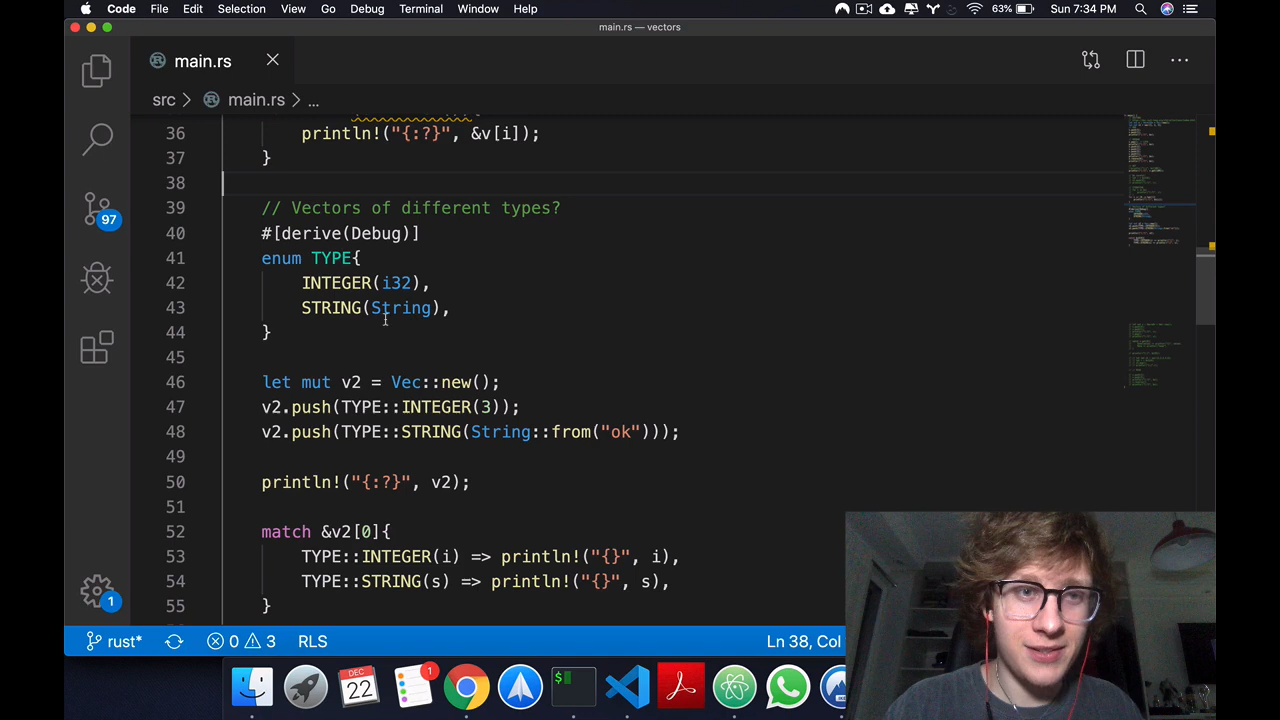 Code File Edit Selection View Go Debug Terminal Window Help 63% Sun 7:34 PM
main.rs — vectors
main.rs
src main.rs ...
36 println!("{:?}", &v[i]);
37 }
38
39 // Vectors of different types?
40 #[derive(Debug)]
41 enum TYPE{
42 INTEGER(i32),
43 STRING(String),
44 }
45
46 let mut v2 = Vec::new();
47 v2.push(TYPE::INTEGER(3));
48 v2.push(TYPE::STRING(String::from("ok")));
49
50 println!("{:?}", v2);
51
52 match &v2[0]{
53 TYPE::INTEGER(i) => println!("{}", i),
54 TYPE::STRING(s) => println!("{}", s),
55 }
97
1
rust* 0 3 RLS Ln 38, Col
DEC
22
1
$